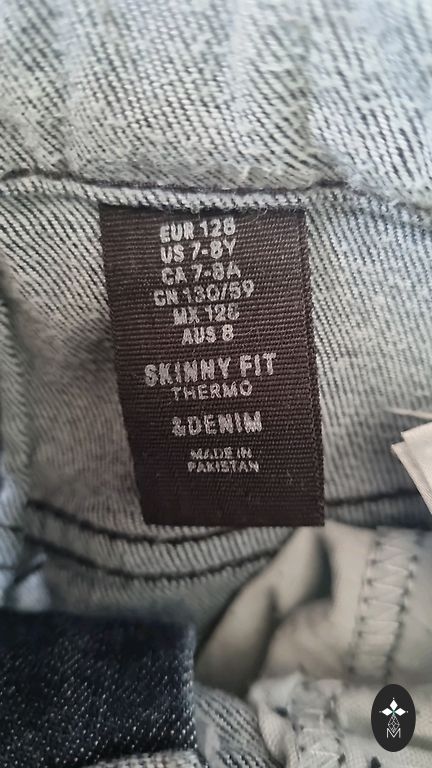 EUR 128
US 7-8Y
CA 7-8A
CN 130/59
MX 128
AUS 8
SKINNY FIT
THERMO
&DENIM
MADE IN
PAKISTAN